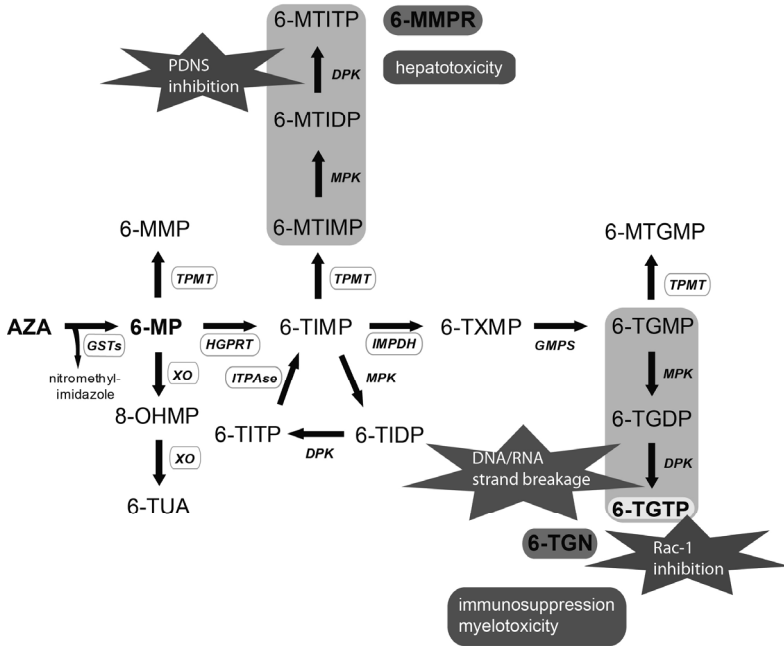 6-MTITP
6-MMPR
PDNS
inhibition
DPK
hepatotoxicity
6-MTIDP
MPK
6-MMP
6-MTIMP
6-MTGMP
TPMT
TPMT
TPMT
AZA
6-MP
6-TIMP
6-TXMP
6-TGMP
GSTs
HGPRT
IMPDH
GMPS
nitromethyl-
imidazole
XO
ITPAse
MPK
MPK
8-OHMP
6-TITP
6-TIDP
6-TGDP
DPK
XO
DNA/RNA
strand breakage
DPK
6-TUA
6-TGTP
6-TGN
Rac-1
inhibition
immunosuppression
myelotoxicity